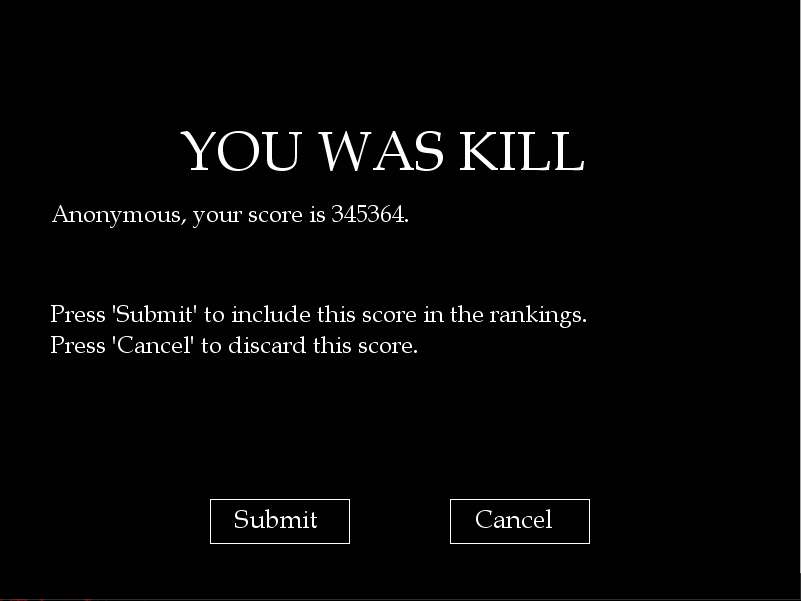 YOU WAS KILL
Anonymous, your score is 345364.
Press 'Submit' to include this score in the rankings.
Press 'Cancel' to discard this score.
Submit
Cancel